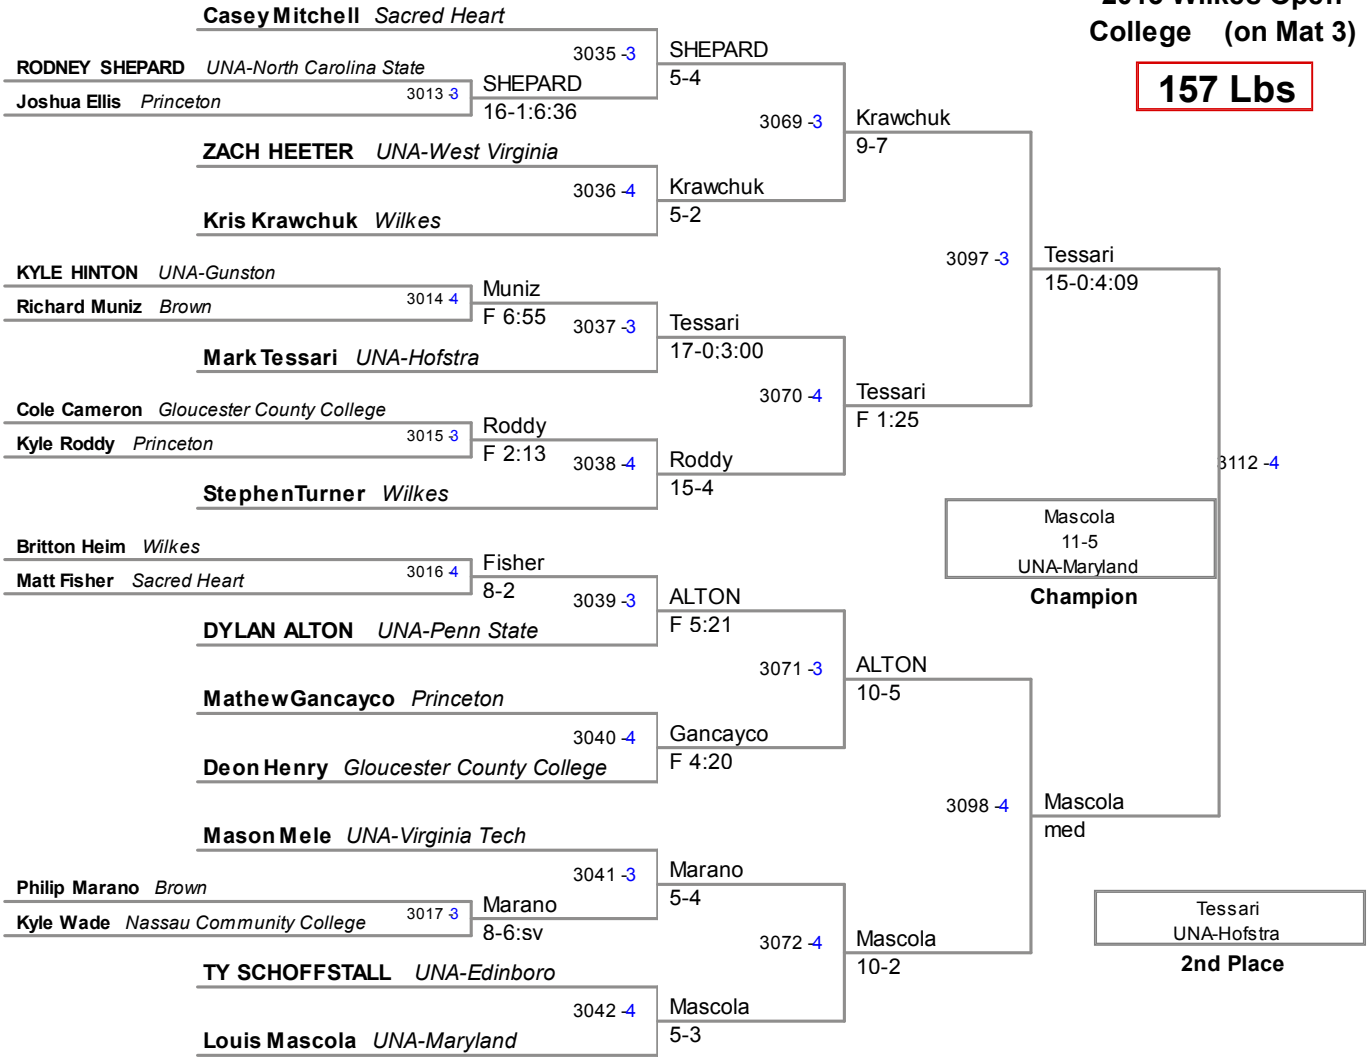 Wilkes Open
College (on Mat 3)
157 Lbs
Casey Mitchell Sacred Heart
3035 -3
SHEPARD
5-4
RODNEY SHEPARD UNA-North Carolina State
Joshua Ellis Princeton
3013 -3
SHEPARD
16-1:6:36
3069 -3
Krawchuk
9-7
ZACH HEETER UNA-West Virginia
3036 -4
Krawchuk
5-2
Kris Krawchuk Wilkes
3097 -3
Tessari
15-0:4:09
KYLE HINTON UNA-Gunston
Richard Muniz Brown
3014 -4
Muniz
F 6:55
3037 -3
Tessari
17-0:3:00
Mark Tessari UNA-Hofstra
3070 -4
Tessari
F 1:25
Cole Cameron Gloucester County College
Kyle Roddy Princeton
3015 -3
Roddy
F 2:13
3038 -4
Roddy
15-4
Stephen Turner Wilkes
3112 -4
Mascola
11-5
UNA-Maryland
Champion
Britton Heim Wilkes
Matt Fisher Sacred Heart
3016 -4
Fisher
8-2
3039 -3
ALTON
F 5:21
DYLAN ALTON UNA-Penn State
3071 -3
ALTON
10-5
Mathew Gancayco Princeton
3040 -4
Gancayco
F 4:20
Deon Henry Gloucester County College
3098 -4
Mascola
med
Mason Mele UNA-Virginia Tech
3041 -3
Marano
5-4
Philip Marano Brown
Kyle Wade Nassau Community College
3017 -3
Marano
8-6:sv
3072 -4
Mascola
10-2
TY SCHOFFSTALL UNA-Edinboro
3042 -4
Mascola
5-3
Louis Mascola UNA-Maryland
Tessari
UNA-Hofstra
2nd Place